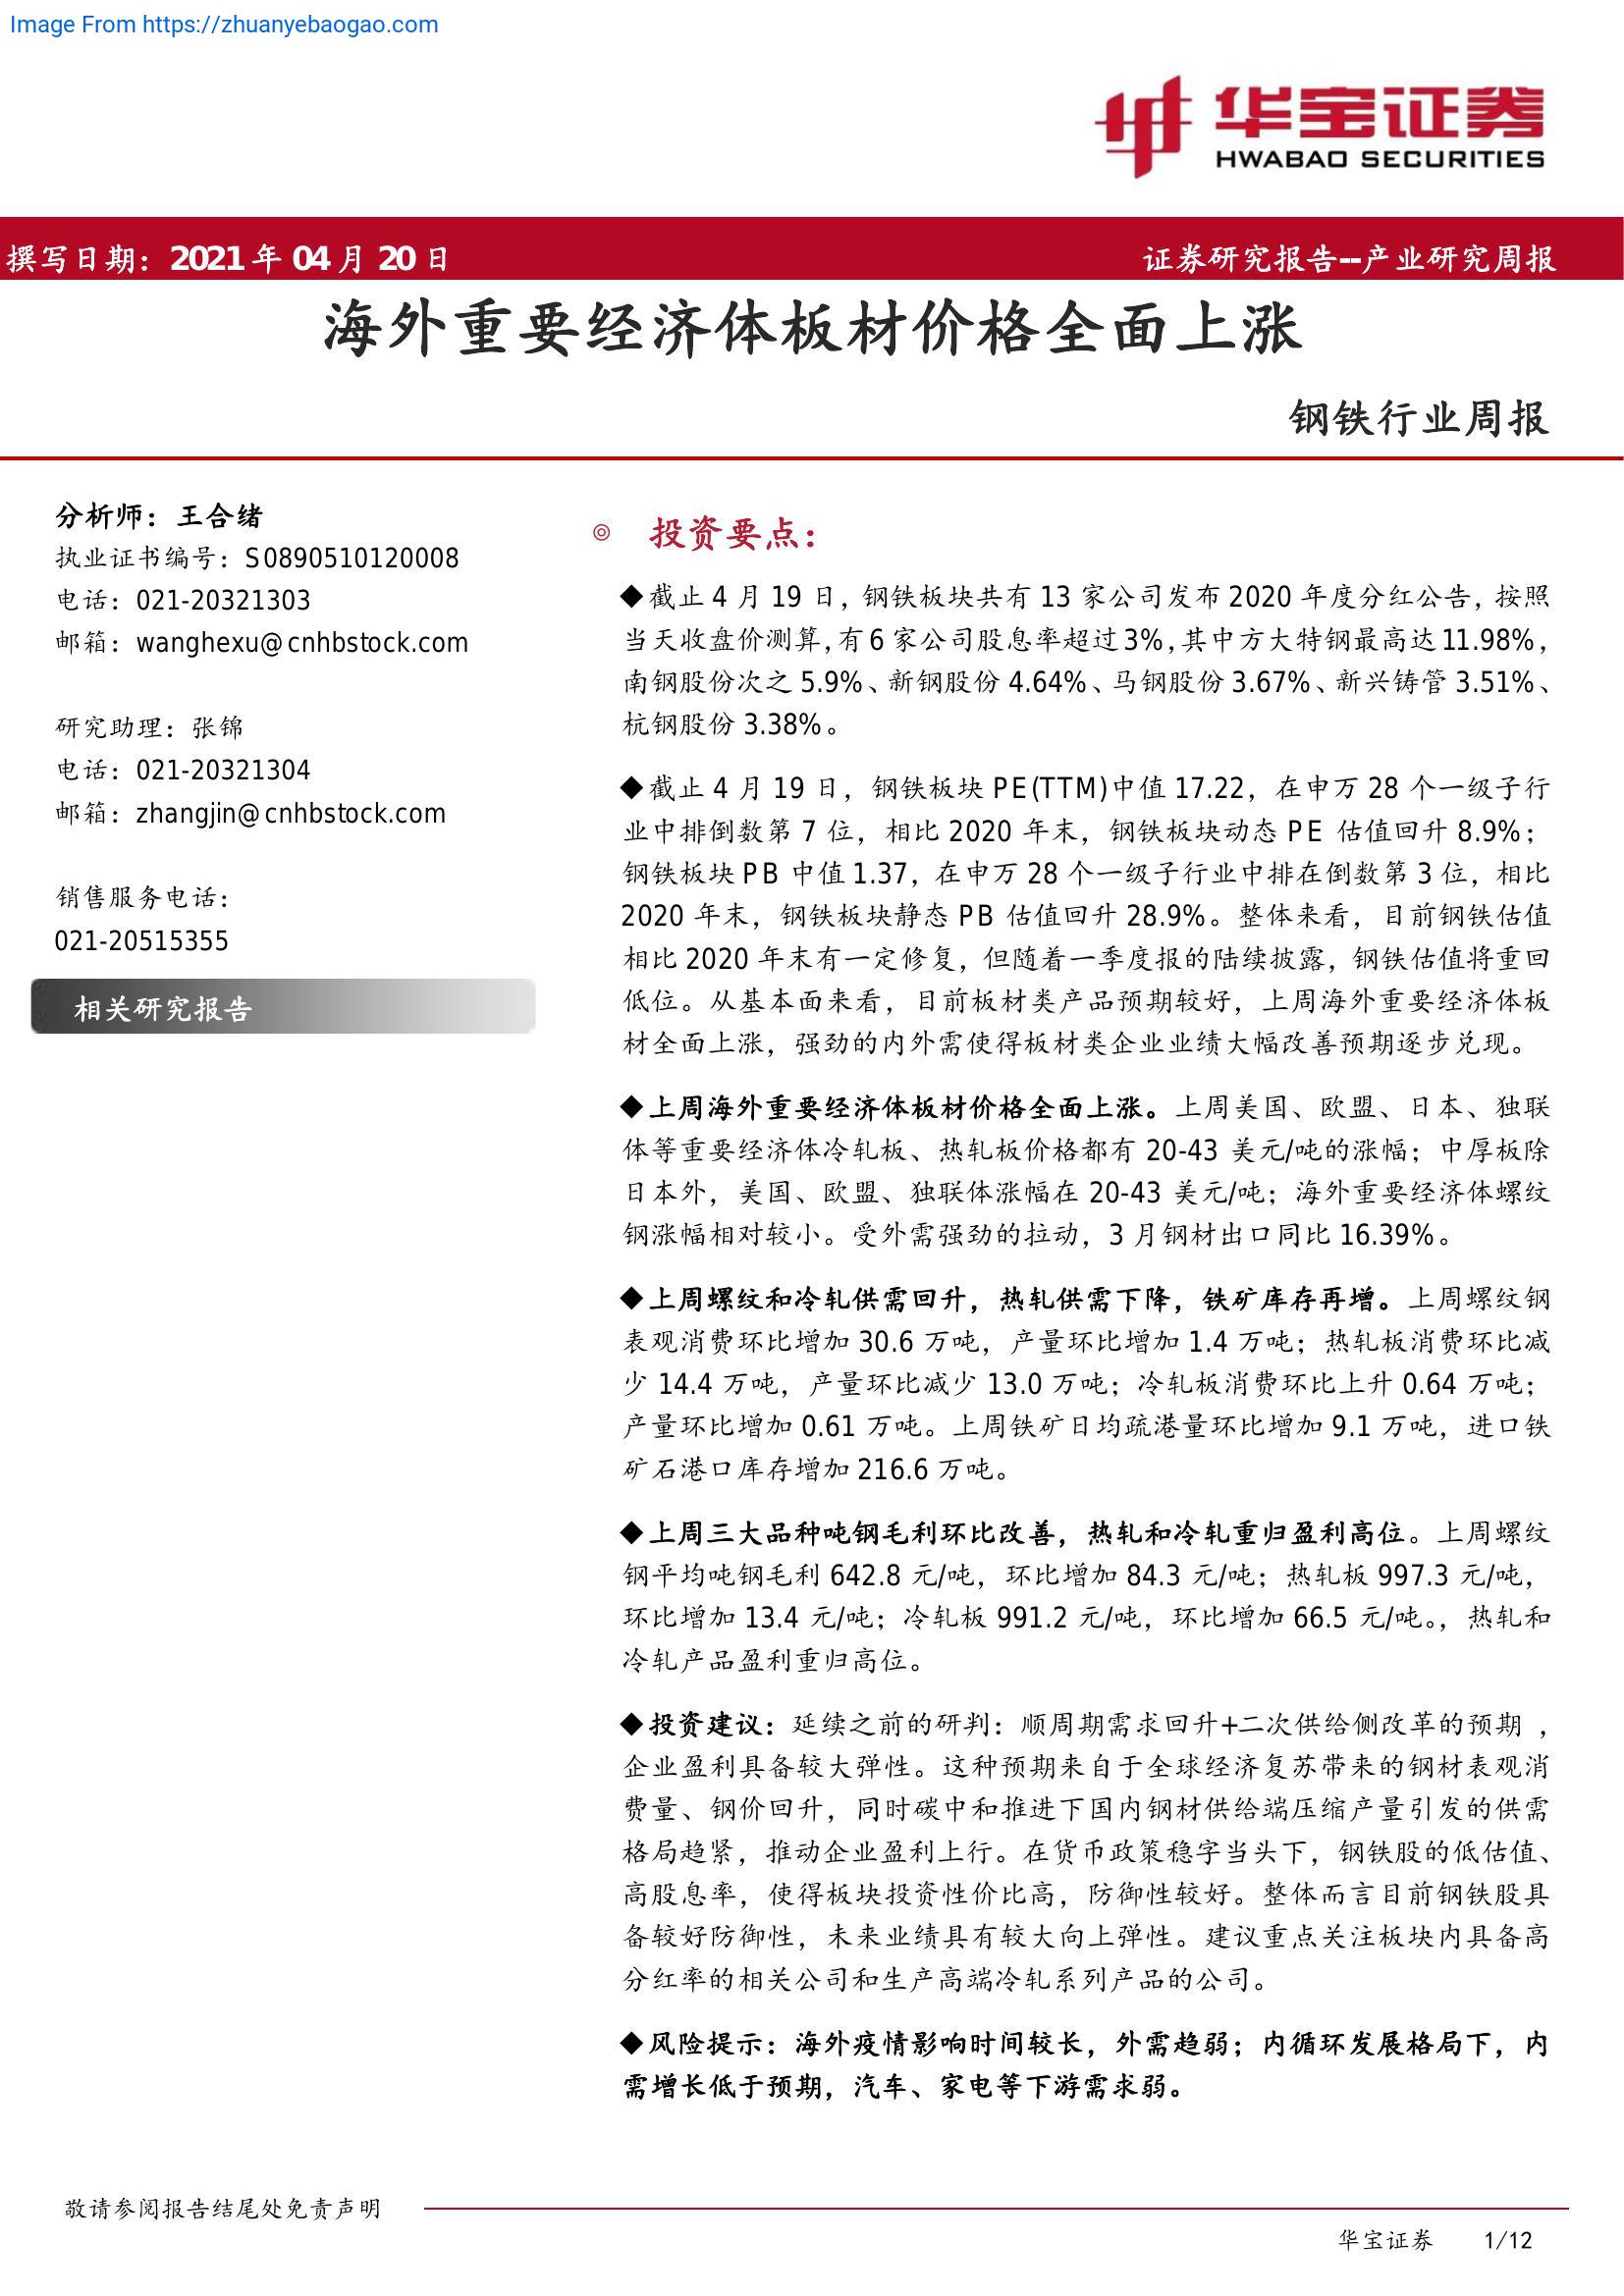 Image From https://zhuanyebaogao.com
华宝证券
HWABAO SECURITIES
撰写日期：2021 年 04 月 20 日
证券研究报告--产业研究周报
海外重要经济体板材价格全面上涨
钢铁行业周报
分析师：王合绪
执业证书编号：S0890510120008
电话：021-20321303
邮箱：wanghexu@cnhbstock.com
研究助理：张锦
电话：021-20321304
邮箱：zhangjin@cnhbstock.com
销售服务电话：
021-20515355
相关研究报告
◎ 投资要点：
◆截止 4 月 19 日，钢铁板块共有 13 家公司发布 2020 年度分红公告，按照
当天收盘价测算，有 6 家公司股息率超过 3%，其中方大特钢最高达 11.98%，
南钢股份次之 5.9%、新钢股份 4.64%、马钢股份 3.67%、新兴铸管 3.51%、
杭钢股份 3.38%。
◆截止 4 月 19 日，钢铁板块 PE(TTM)中值 17.22，在申万 28 个一级子行
业中排倒数第 7 位，相比 2020 年末，钢铁板块动态 PE 估值回升 8.9%；
钢铁板块 PB 中值 1.37，在申万 28 个一级子行业中排在倒数第 3 位，相比
2020 年末，钢铁板块静态 PB 估值回升 28.9%。整体来看，目前钢铁估值
相比 2020 年末有一定修复，但随着一季度报的陆续披露，钢铁估值将重回
低位。从基本面来看，目前板材类产品预期较好，上周海外重要经济体板
材全面上涨，强劲的内外需使得板材类企业业绩大幅改善预期逐步兑现。
◆上周海外重要经济体板材价格全面上涨。上周美国、欧盟、日本、独联
体等重要经济体冷轧板、热轧板价格都有 20-43 美元/吨的涨幅；中厚板除
日本外，美国、欧盟、独联体涨幅在 20-43 美元/吨；海外重要经济体螺纹
钢涨幅相对较小。受外需强劲的拉动，3 月钢材出口同比 16.39%。
◆上周螺纹和冷轧供需回升，热轧供需下降，铁矿库存再增。上周螺纹钢
表观消费环比增加 30.6 万吨，产量环比增加 1.4 万吨；热轧板消费环比减
少 14.4 万吨，产量环比减少 13.0 万吨；冷轧板消费环比上升 0.64 万吨；
产量环比增加 0.61 万吨。上周铁矿日均疏港量环比增加 9.1 万吨，进口铁
矿石港口库存增加 216.6 万吨。
◆上周三大品种吨钢毛利环比改善，热轧和冷轧重归盈利高位。上周螺纹
钢平均吨钢毛利 642.8 元/吨，环比增加 84.3 元/吨；热轧板 997.3 元/吨，
环比增加 13.4 元/吨；冷轧板 991.2 元/吨，环比增加 66.5 元/吨。，热轧和
冷轧产品盈利重归高位。
◆投资建议：延续之前的研判：顺周期需求回升+二次供给侧改革的预期 ，
企业盈利具备较大弹性。这种预期来自于全球经济复苏带来的钢材表观消
费量、钢价回升，同时碳中和推进下国内钢材供给端压缩产量引发的供需
格局趋紧，推动企业盈利上行。在货币政策稳字当头下，钢铁股的低估值、
高股息率，使得板块投资性价比高，防御性较好。整体而言目前钢铁股具
备较好防御性，未来业绩具有较大向上弹性。建议重点关注板块内具备高
分红率的相关公司和生产高端冷轧系列产品的公司。
◆风险提示：海外疫情影响时间较长，外需趋弱；内循环发展格局下，内
需增长低于预期，汽车、家电等下游需求弱。
敬请参阅报告结尾处免责声明
华宝证券 1/12